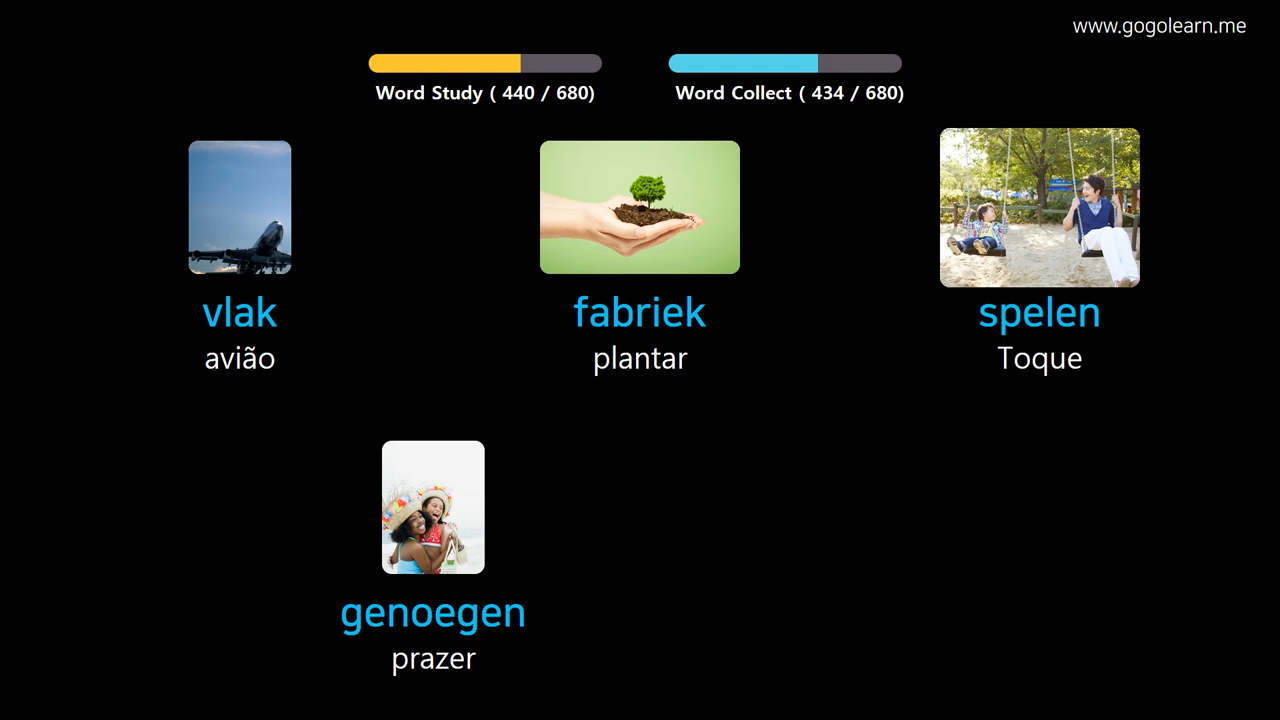 www.gogolearn.me
Word Study ( 440 / 680)
Word Collect ( 434 / 680)
vlak
avião
fabriek
plantar
spelen
Toque
genoegen
prazer